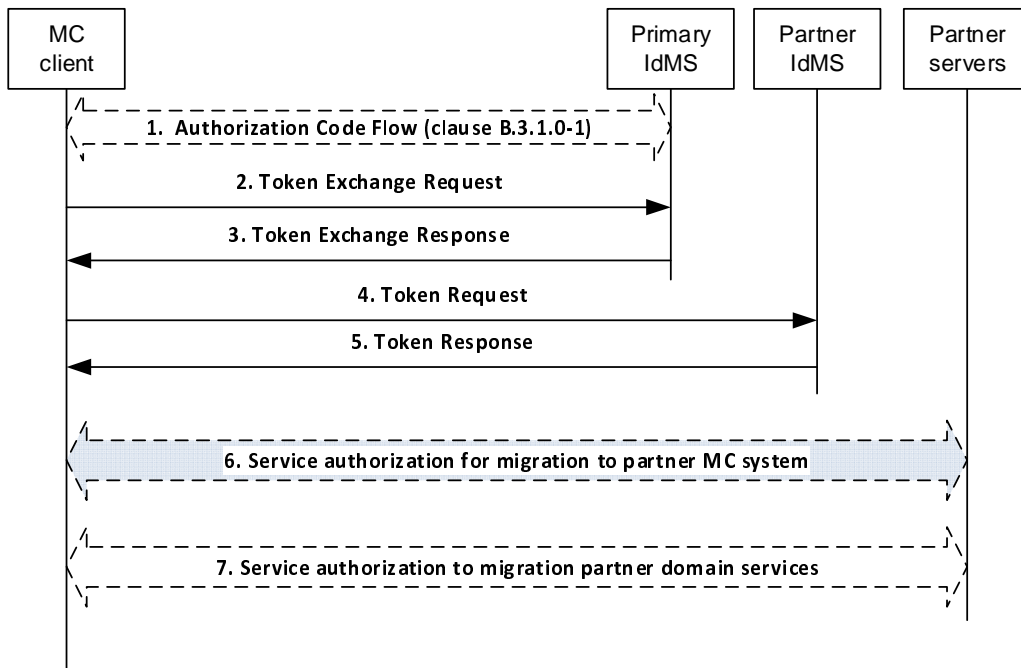 MC
client
Primary
IdMS
Partner
IdMS
Partner
servers
1. Authorization Code Flow (clause B.3.1.0-1)
2. Token Exchange Request
3. Token Exchange Response
4. Token Request
5. Token Response
6. Service authorization for migration to partner MC system
7. Service authorization to migration partner domain services